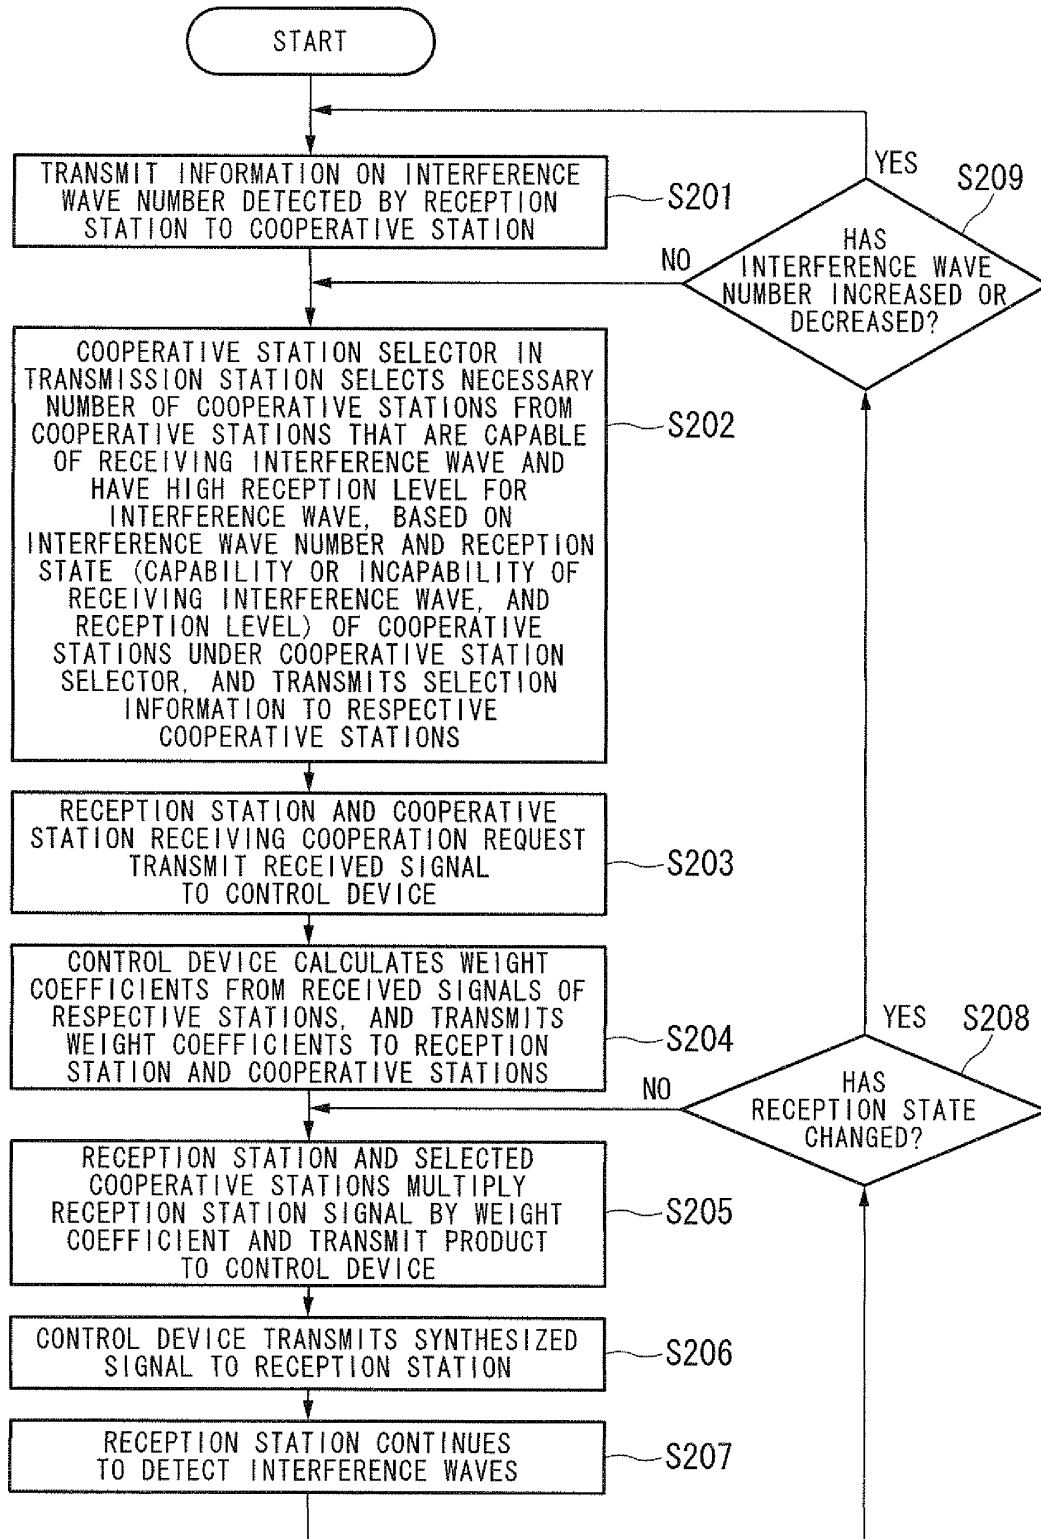 START
TRANSMIT INFORMATION ON INTERFERENCE
WAVE NUMBER DETECTED BY RECEPTION
STATION TO COOPERATIVE STATION
S201
YES
S209
HAS
INTERFERENCE WAVE
NUMBER INCREASED OR
DECREASED?
NO
COOPERATIVE STATION SELECTOR IN
TRANSMISSION STATION SELECTS NECESSARY
NUMBER OF COOPERATIVE STATIONS FROM
COOPERATIVE STATIONS THAT ARE CAPABLE
OF RECEIVING INTERFERENCE WAVE AND
HAVE HIGH RECEPTION LEVEL FOR
INTERFERENCE WAVE, BASED ON
INTERFERENCE WAVE NUMBER AND RECEPTION
STATE (CAPABILITY OR INCAPABILITY OF
RECEIVING INTERFERENCE WAVE, AND
RECEPTION LEVEL) OF COOPERATIVE
STATIONS UNDER COOPERATIVE STATION
SELECTOR, AND TRANSMITS SELECTION
INFORMATION TO RESPECTIVE
COOPERATIVE STATIONS
S202
RECEPTION STATION AND COOPERATIVE
STATION RECEIVING COOPERATION REQUEST
TRANSMIT RECEIVED SIGNAL
TO CONTROL DEVICE
S203
CONTROL DEVICE CALCULATES WEIGHT
COEFFICIENTS FROM RECEIVED SIGNALS OF
RESPECTIVE STATIONS, AND TRANSMITS
WEIGHT COEFFICIENTS TO RECEPTION
STATION AND COOPERATIVE STATIONS
S204
YES
S208
HAS
RECEPTION STATE
CHANGED?
NO
RECEPTION STATION AND SELECTED
COOPERATIVE STATIONS MULTIPLY
RECEPTION STATION SIGNAL BY WEIGHT
COEFFICIENT AND TRANSMIT PRODUCT
TO CONTROL DEVICE
S205
CONTROL DEVICE TRANSMITS SYNTHESIZED
SIGNAL TO RECEPTION STATION
S206
RECEPTION STATION CONTINUES
TO DETECT INTERFERENCE WAVES
S207